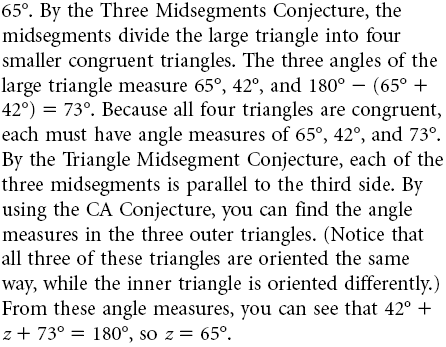 65°. By the Three Midsegments Conjecture, the
midsegments divide the large triangle into four
smaller congruent triangles. The three angles of the
large triangle measure 65°, 42°, and 180° − (65° +
42°) = 73°. Because all four triangles are congruent,
each must have angle measures of 65°, 42°, and 73°.
By the Triangle Midsegment Conjecture, each of the
three midsegments is parallel to the third side. By
using the CA Conjecture, you can find the angle
measures in the three outer triangles. (Notice that
all three of these triangles are oriented the same
way, while the inner triangle is oriented differently.)
From these angle measures, you can see that 42° +
z + 73° = 180°, so z = 65°.